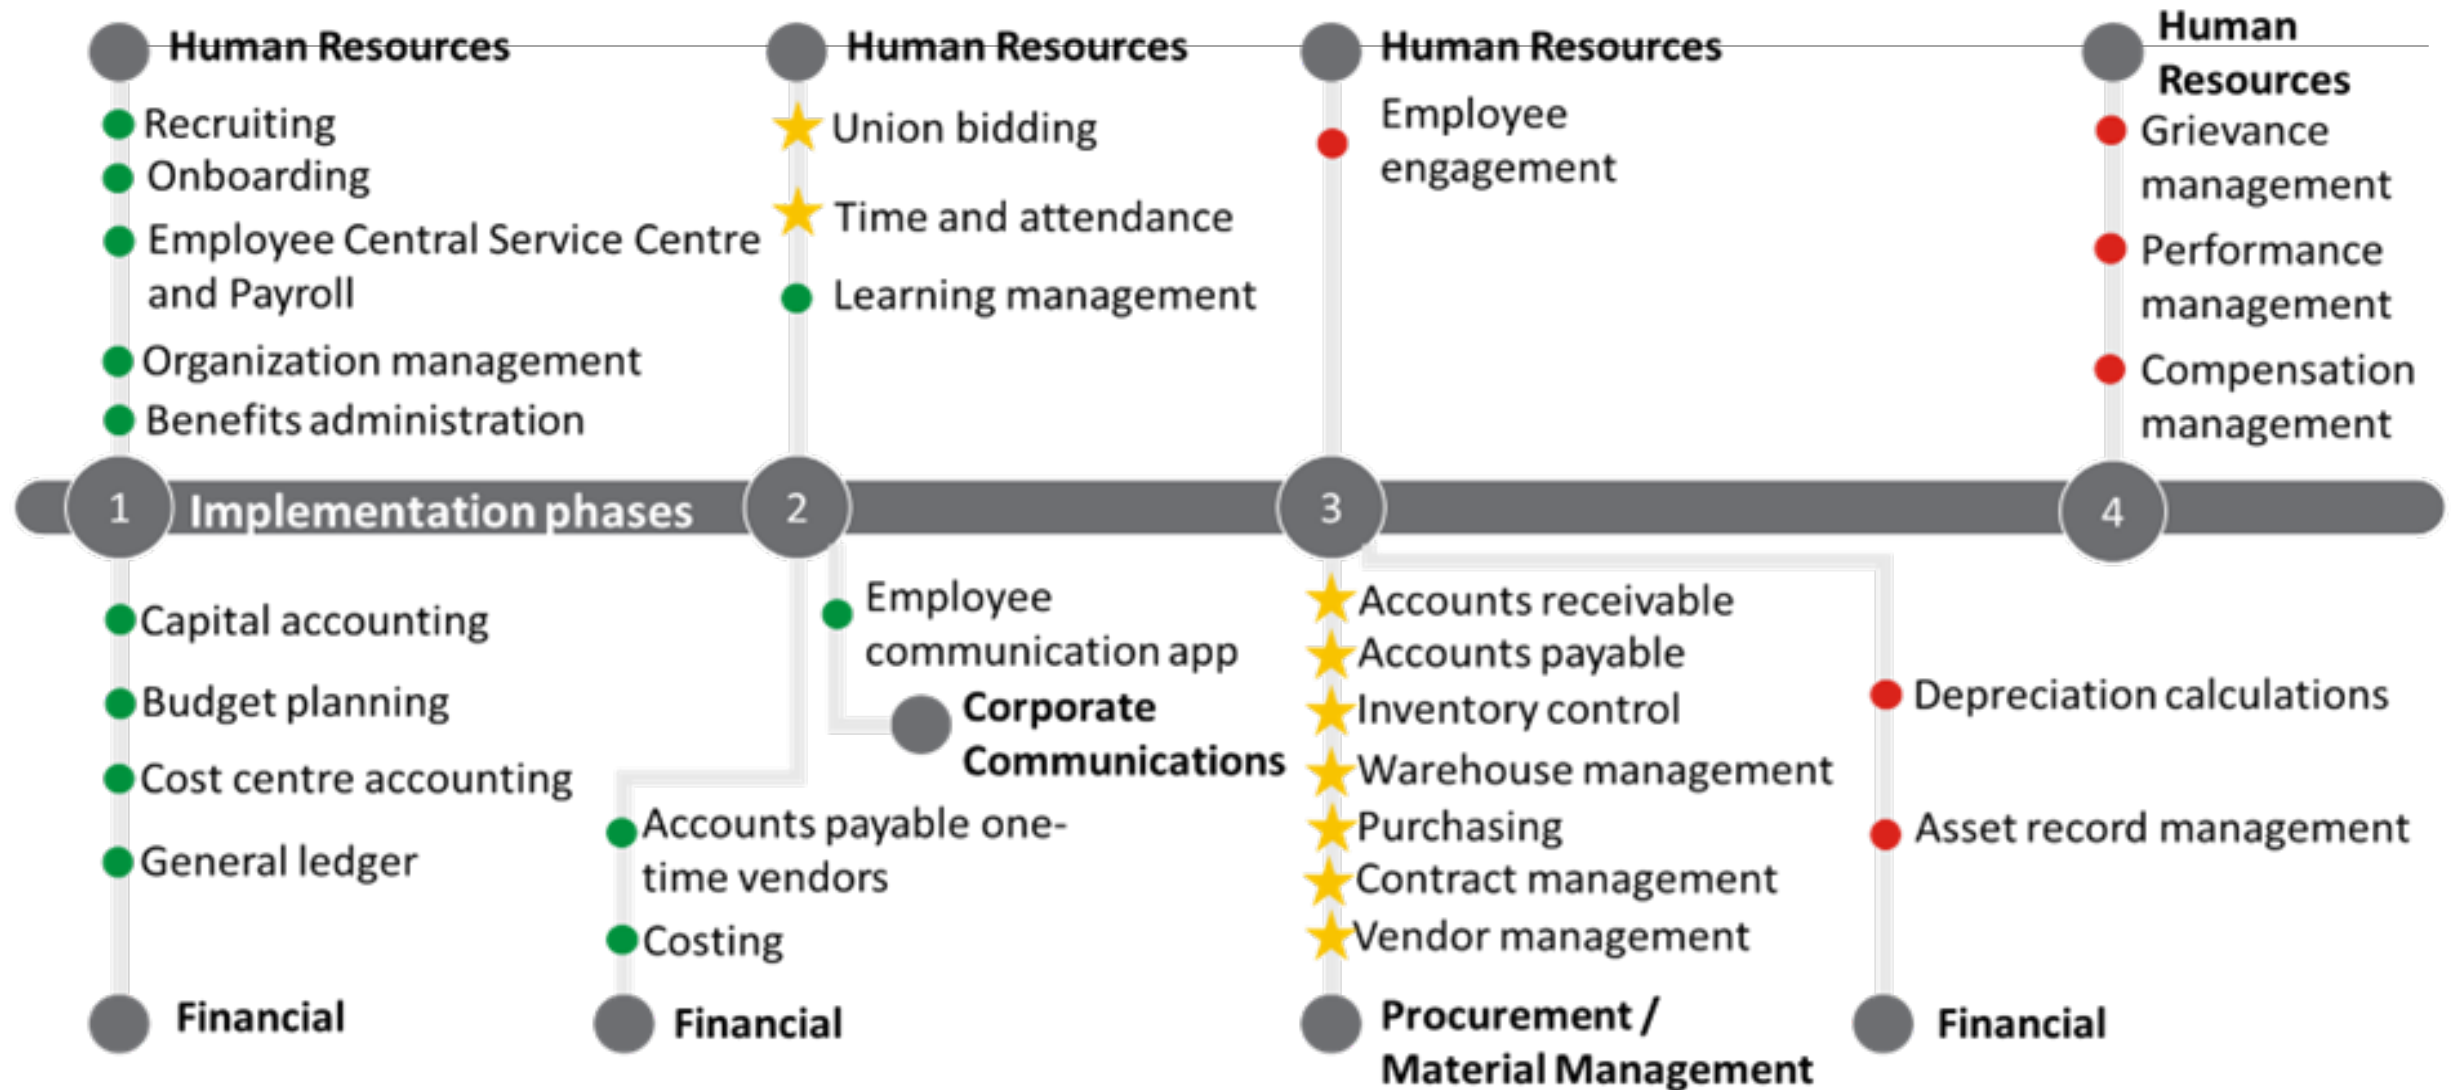 Human Resources
Recruiting
Onboarding
Employee Central Service Centre
and Payroll
Organization management
Benefits administration
Human Resources
Union bidding
Time and attendance
Learning management
Human Resources
Employee
engagement
Human
Resources
Grievance
management
Performance
management
Compensation
management
1
Implementation phases
2
3
4
Capital accounting
Budget planning
Cost centre accounting
General ledger
Financial
Employee
communication app
Corporate
Communications
Accounts payable one-
time vendors
Costing
Financial
Accounts receivable
Accounts payable
Inventory control
Warehouse management
Purchasing
Contract management
Vendor management
Procurement /
Material Management
Depreciation calculations
Asset record management
Financial